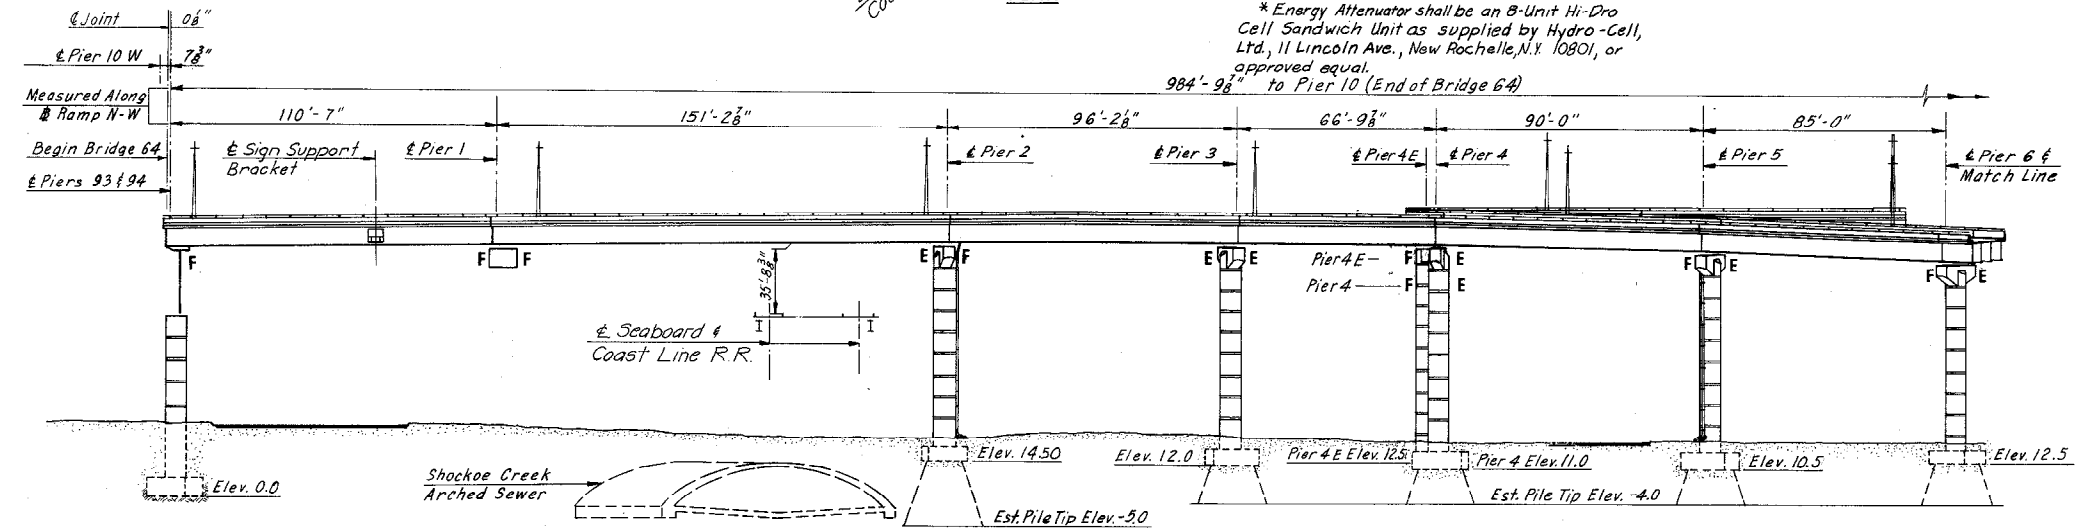 * Energy Attenuator shall be an 8-Unit Hi-Dro
Cell Sandwich Unit as supplied by Hydro-Cell,
Ltd., 11 Lincoln Ave., New Rochelle, N.Y. 10801, or
approved equal.
℄ Joint 0⅛"
℄ Pier 10 W 7⅜"
984'-9⅞" to Pier 10 (End of Bridge 64)
Measured Along
Ramp N-W
110'-7" 151'-2⅞" 96'-2⅛" 66'-9⅞" 90'-0" 85'-0"
Begin Bridge 64
℄ Sign Support
Bracket
℄ Pier 1 ℄ Pier 2 ℄ Pier 3 ℄ Pier 4E ℄ Pier 4 ℄ Pier 5
℄ Pier 6 &
Match Line
℄ Piers 93 & 94
F F F E F E E
Pier 4E F E
Pier 4 F E
F E F E
35'-8⅜"
℄ Seaboard &
Coast Line R.R.
Elev. 0.0
Shockoe Creek
Arched Sewer
Elev. 14.50
Elev. 12.0
Pier 4 E Elev. 12.5
Pier 4 Elev. 11.0
Elev. 10.5
Elev. 12.5
Est. Pile Tip Elev. -5.0
Est. Pile Tip Elev. -4.0